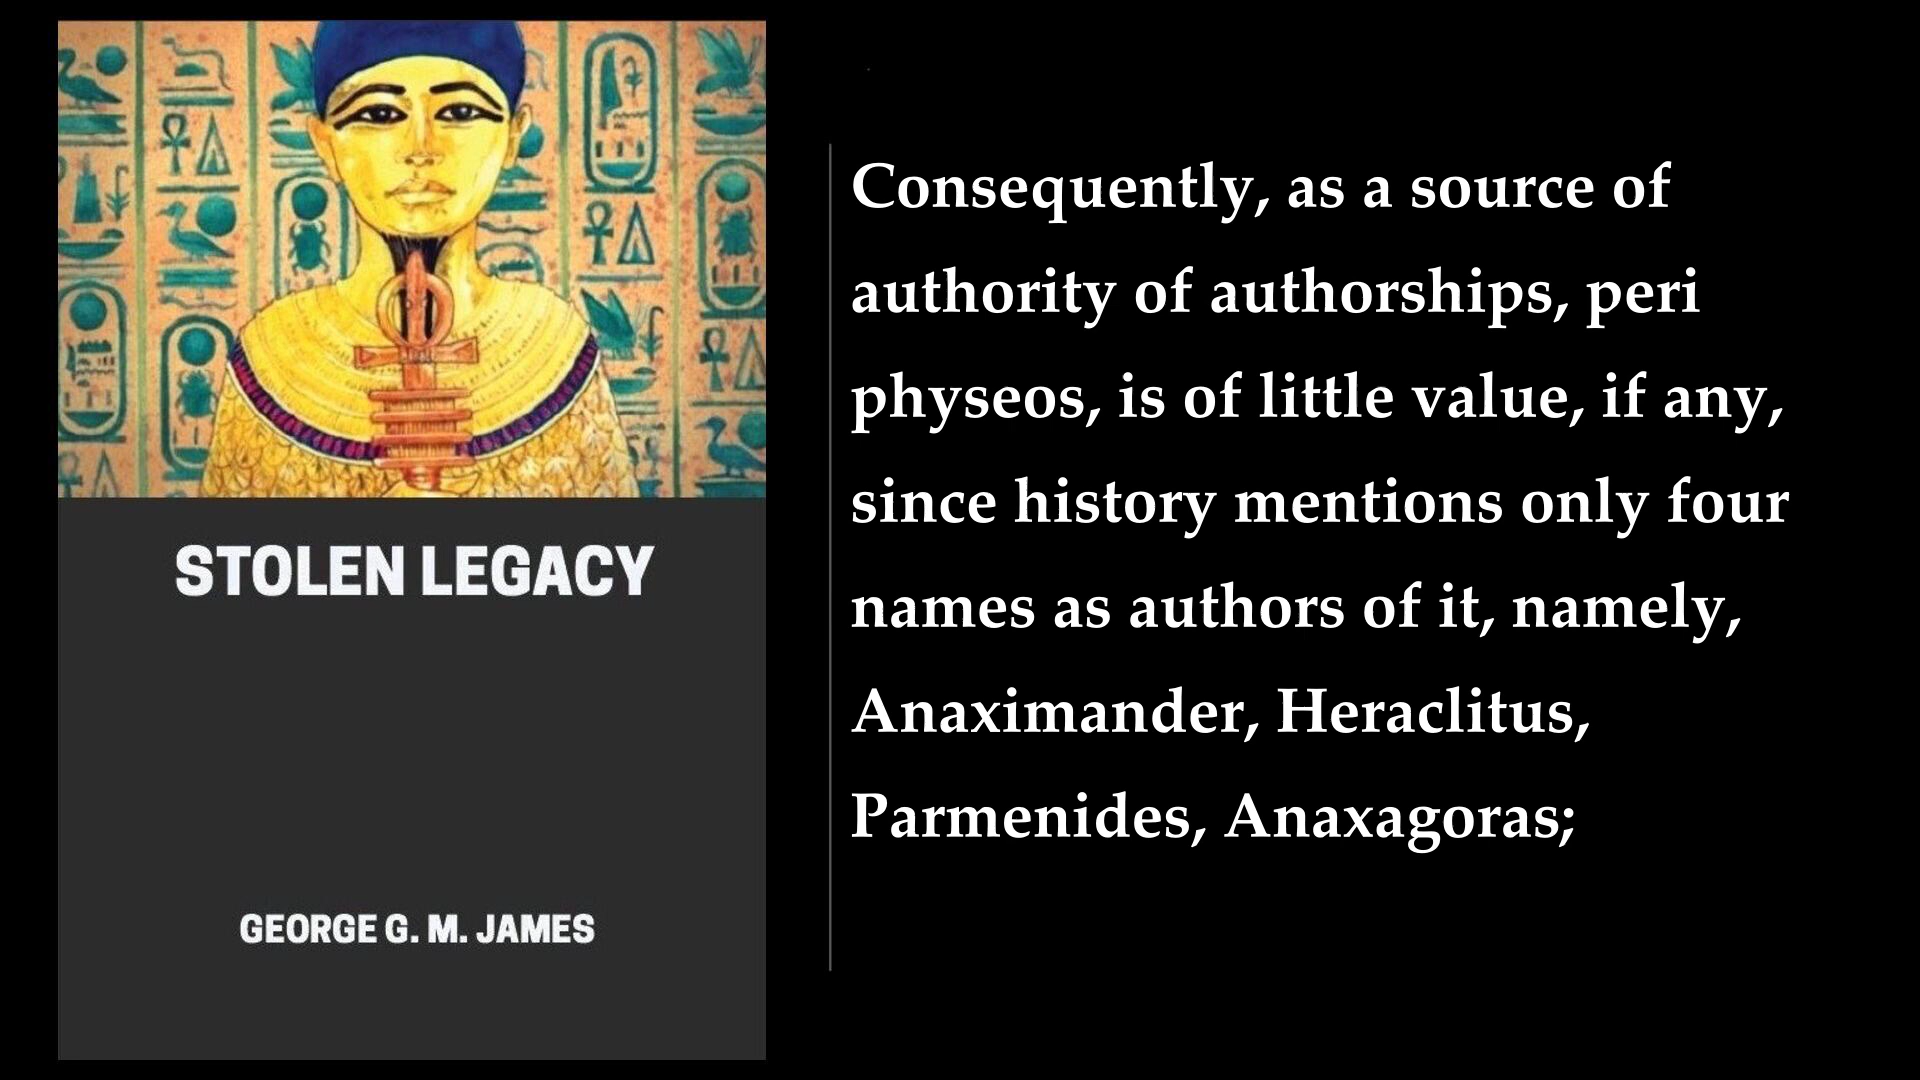 STOLEN LEGACY
GEORGE G. M. JAMES
Consequently, as a source of
authority of authorships, peri
physeos, is of little value, if any,
since history mentions only four
names as authors of it, namely,
Anaximander, Heraclitus,
Parmenides, Anaxagoras;